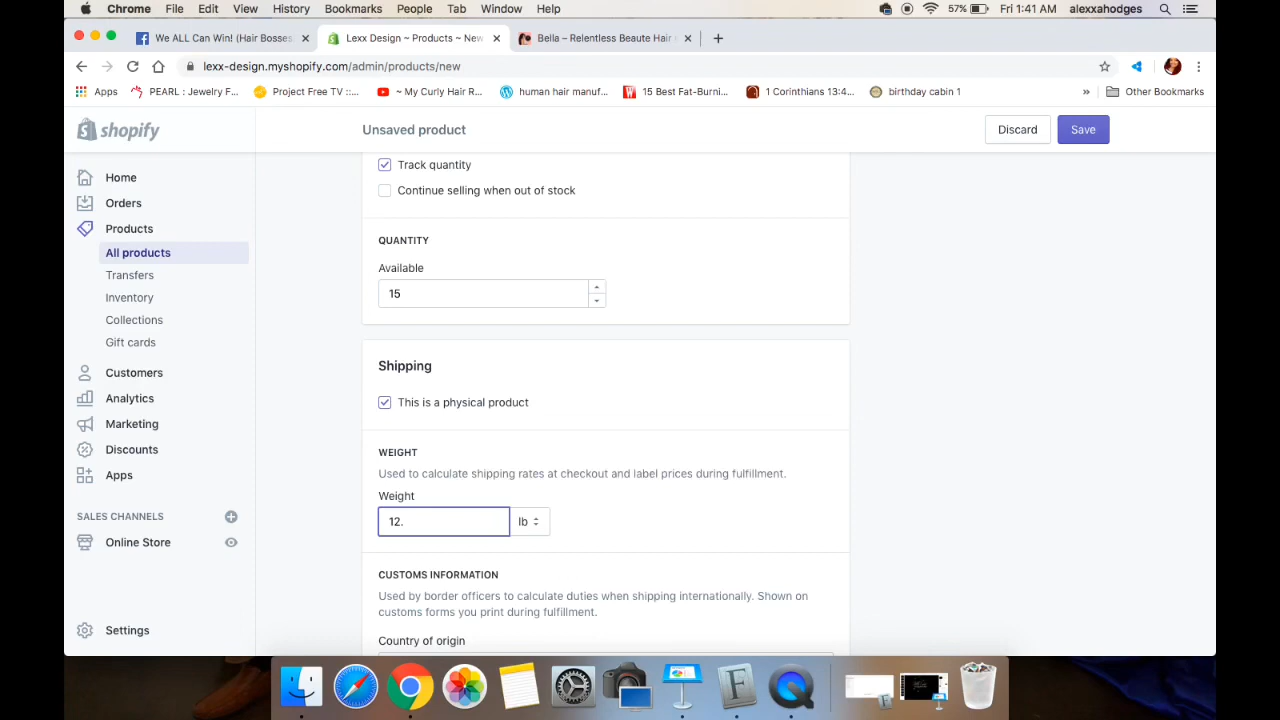 Chrome File Edit View History Bookmarks People Tab Window Help 57% Fri 1:41 AM alexxahodges
We ALL Can Win! (Hair Bosses Lexx Design ~ Products ~ New Bella – Relentless Beaute Hair
lexx-design.myshopify.com/admin/products/new
Apps PEARL : Jewelry F... Project Free TV ::... ~ My Curly Hair R... human hair manuf... 15 Best Fat-Burni... 1 Corinthians 13:4... birthday cabin 1 » Other Bookmarks
shopify Unsaved product Discard Save
Track quantity
Home
Continue selling when out of stock
Orders
Products
All products
Transfers
Inventory
Collections
Gift cards
Customers
Analytics
Marketing
Discounts
Apps
SALES CHANNELS
Online Store
Settings
QUANTITY
Available
15
Shipping
This is a physical product
WEIGHT
Used to calculate shipping rates at checkout and label prices during fulfillment.
Weight
12. lb
CUSTOMS INFORMATION
Used by border officers to calculate duties when shipping internationally. Shown on
customs forms you print during fulfillment.
Country of origin